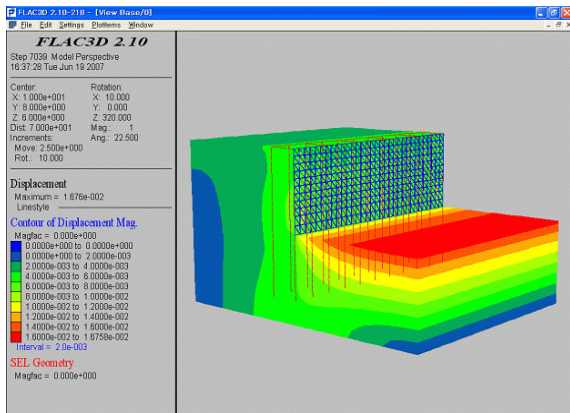 FLAC3D 2.10-218 - [View Base/0]
File Edit Settings PlotItems Window
FLAC3D 2.10
Step 7039 Model Perspective
16:37:28 Tue Jun 19 2007
Center: Rotation:
X: 1.000e+001 X: 10.000
Y: 8.000e+000 Y: 0.000
Z: 6.000e+000 Z: 320.000
Dist: 7.000e+001 Mag.: 1
Increments: Ang.: 22.500
Move: 2.500e+000
Rot.: 10.000
Displacement
Maximum = 1.676e-002
Linestyle
Contour of Displacement Mag.
Magfac = 0.000e+000
0.0000e+000 to 0.0000e+000
0.0000e+000 to 2.0000e-003
2.0000e-003 to 4.0000e-003
4.0000e-003 to 6.0000e-003
6.0000e-003 to 8.0000e-003
8.0000e-003 to 1.0000e-002
1.0000e-002 to 1.2000e-002
1.2000e-002 to 1.4000e-002
1.4000e-002 to 1.6000e-002
1.6000e-002 to 1.6758e-002
Interval = 2.0e-003
SEL Geometry
Magfac = 0.000e+000